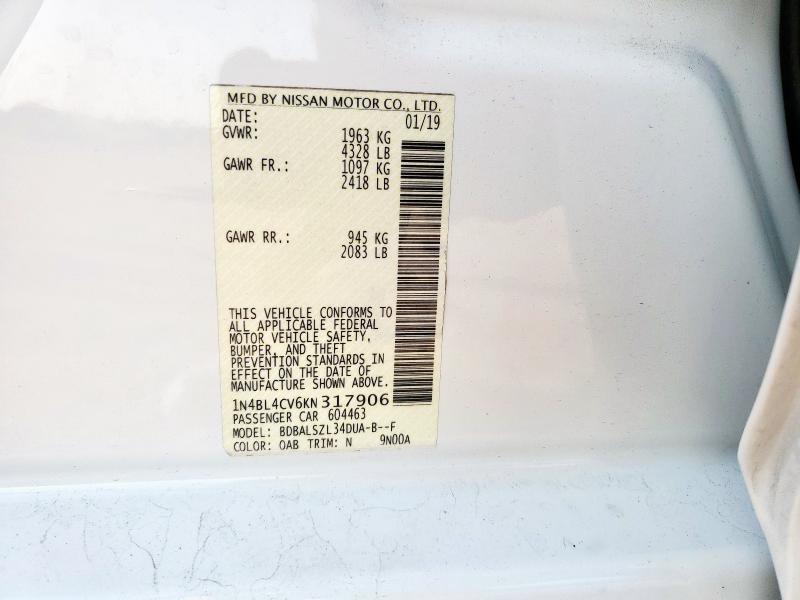 MFD BY NISSAN MOTOR CO., LTD.
DATE: 01/19
GVWR: 1963 KG
4328 LB
GAWR FR.: 1097 KG
2418 LB
GAWR RR.: 945 KG
2083 LB
THIS VEHICLE CONFORMS TO
ALL APPLICABLE FEDERAL
MOTOR VEHICLE SAFETY,
BUMPER, AND THEFT
PREVENTION STANDARDS IN
EFFECT ON THE DATE OF
MANUFACTURE SHOWN ABOVE.
1N4BL4CV6KN317906
PASSENGER CAR 604463
MODEL: BDBALSZL34DUA-B--F
COLOR: QAB TRIM: N 9N00A